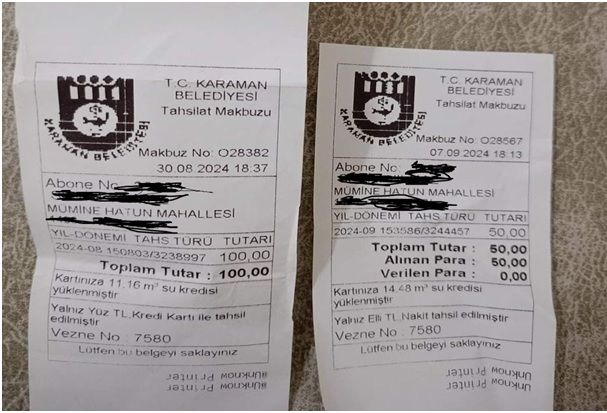 T.C. KARAMAN
BELEDİYESİ
Tahsilat Makbuzu
KARAMAN BELEDİYESİ
Makbuz No: O28382
30.08.2024 18:37
Abone No
MÜMİNE HATUN MAHALLESİ
YIL-DÖNEMİ TAHS.TÜRÜ TUTARI
2024-08 150803/3238997 100,00
Toplam Tutar : 100,00
Kartınıza 11,16 m³ su kredisi
yüklenmiştir
Yalnız Yüz TL,Kredi Kartı ile tahsil
edilmiştir
Vezne No : 7580
Lütfen bu belgeyi saklayınız
#Unknow Printer
T.C. KARAMAN
BELEDİYESİ
Tahsilat Makbuzu
KARAMAN BELEDİYESİ
Makbuz No: O28567
07.09.2024 18:13
Abone No:
MÜMİNE HATUN MAHALLESİ
YIL-DÖNEMİ TAHS.TÜRÜ TUTARI
2024-09 153586/3244457 50,00
Toplam Tutar : 50,00
Alınan Para : 50,00
Verilen Para : 0,00
Kartınıza 14,48 m³ su kredisi
yüklenmiştir
Yalnız Elli TL,Nakit tahsil edilmiştir
Vezne No : 7580
Lütfen bu belgeyi saklayınız
#Unknow Printer